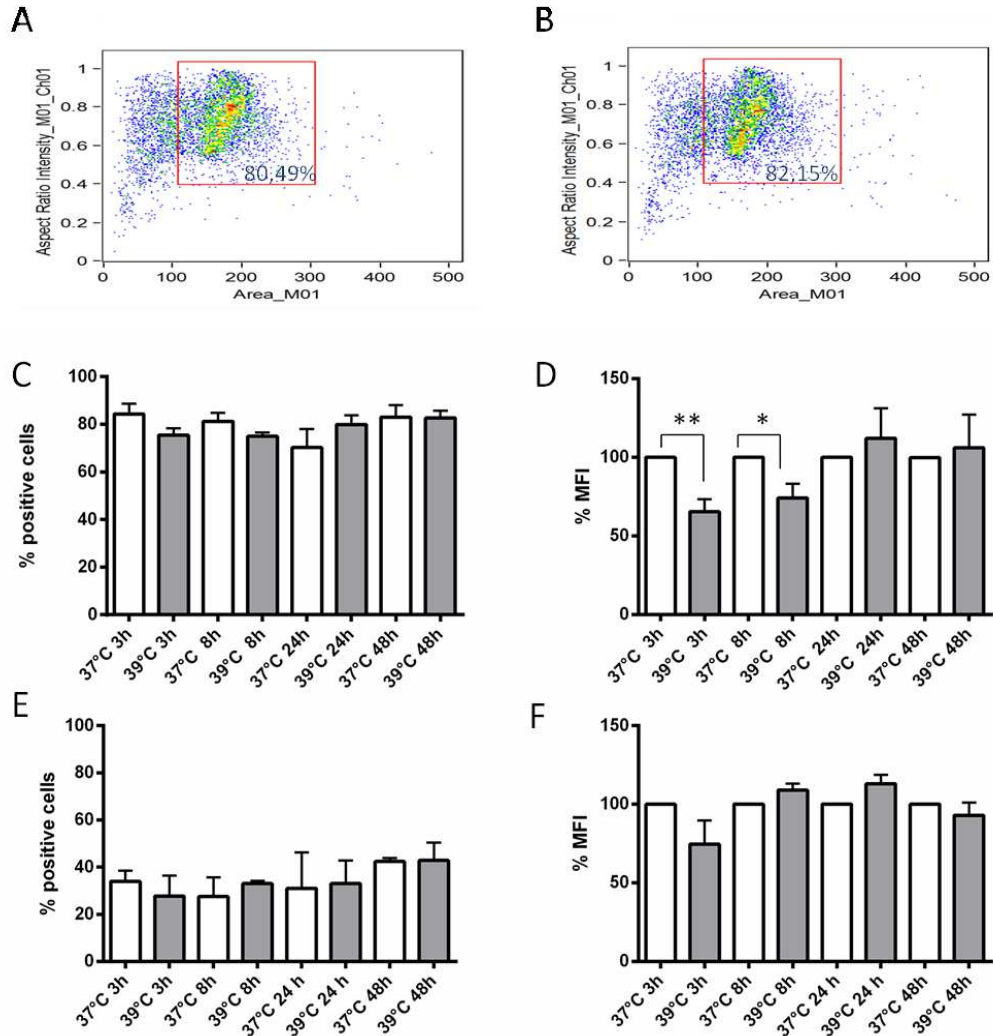 A
Aspect Ratio Intensity_M01_Ch01
1
0.8
0.6
0.4
0.2
0
80,49%
0 100 200 300 400 500
Area_M01
B
Aspect Ratio Intensity_M01_Ch01
1
0.8
0.6
0.4
0.2
0
82,15%
0 100 200 300 400 500
Area_M01
C
% positive cells
100
80
60
40
20
0
37°C 3h
39°C 3h
37°C 8h
39°C 8h
37°C 24h
39°C 24h
37°C 48h
39°C 48h
D
% MFI
150
100
50
0
**
*
37°C 3h
39°C 3h
37°C 8h
39°C 8h
37°C 24h
39°C 24h
37°C 48h
39°C 48h
E
% positive cells
100
80
60
40
20
0
37°C 3h
39°C 3h
37°C 8h
39°C 8h
37°C 24 h
39°C 24 h
37°C 48h
39°C 48h
F
% MFI
150
100
50
0
37°C 3h
39°C 3h
37°C 8h
39°C 8h
37°C 24 h
39°C 24 h
37°C 48h
39°C 48h